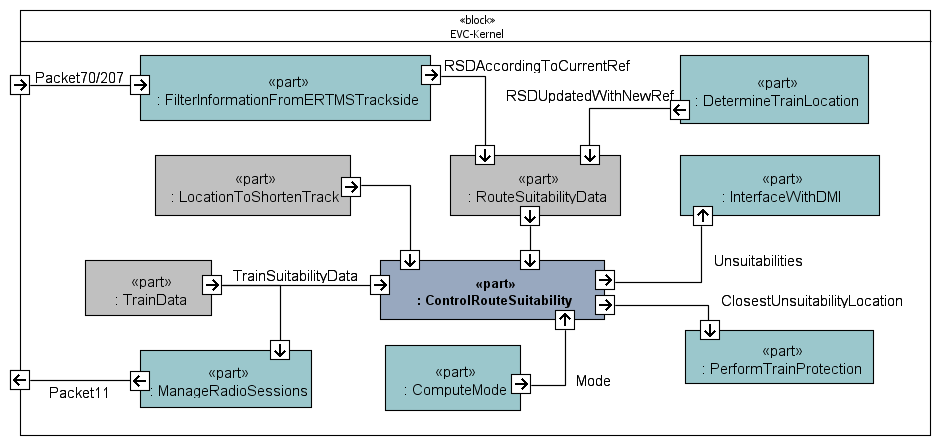 «block»
EVC-Kernel
Packet70/207
«part»
: FilterInformationFromERTMSTrackside
RSDAccordingToCurrentRef
RSDUpdatedWithNewRef
«part»
: DetermineTrainLocation
«part»
: LocationToShortenTrack
«part»
: RouteSuitabilityData
«part»
: InterfaceWithDMI
«part»
: TrainData
TrainSuitabilityData
«part»
: ControlRouteSuitability
Unsuitabilities
ClosestUnsuitabilityLocation
Packet11
«part»
: ManageRadioSessions
«part»
: ComputeMode
Mode
«part»
: PerformTrainProtection